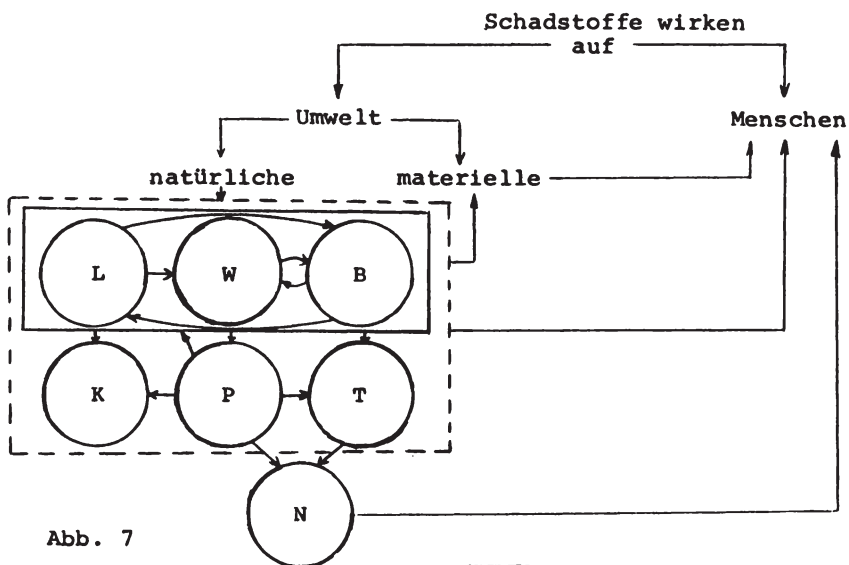 Schadstoffe wirken
auf
Umwelt
Menschen
natürliche materielle
L W B
K P T
N
Abb. 7